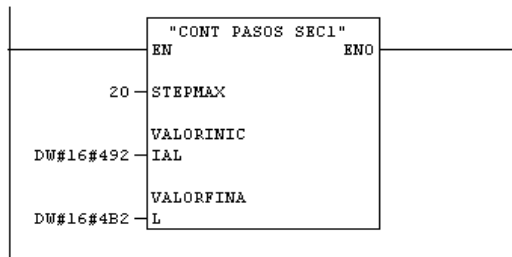 "CONT PASOS SEC1"
EN ENO
20 STEPMAX
VALORINIC
DW#16#492 IAL
VALORFINA
DW#16#4B2 L